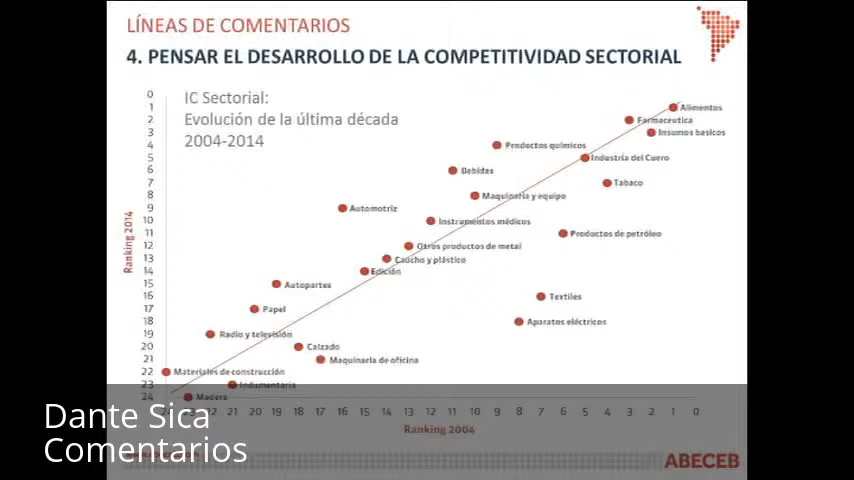 LÍNEAS DE COMENTARIOS
4. PENSAR EL DESARROLLO DE LA COMPETITIVIDAD SECTORIAL
IC Sectorial:
Evolución de la última década
2004-2014
0
1
2
3
4
5
6
7
8
9
10
11
12
13
14
15
16
17
18
19
20
21
22
23
24
Ranking 2014
Alimentos
Farmaceutica
Insumos basicos
Productos químicos
Industria del Cuero
Bebidas
Tabaco
Maquinaria y equipo
Automotriz
Instrumentos médicos
Productos de petróleo
Otros productos de metal
Caucho y plástico
Edición
Autopartes
Textiles
Papel
Aparatos eléctricos
Radio y televisión
Calzado
Maquinaria de oficina
Materiales de construcción
Indumentaria
Madera
21 20 19 18 17 16 15 14 13 12 11 10 9 8 7 6 5 4 3 2 1 0
Ranking 2004
Dante Sica
Comentarios
ABECEB